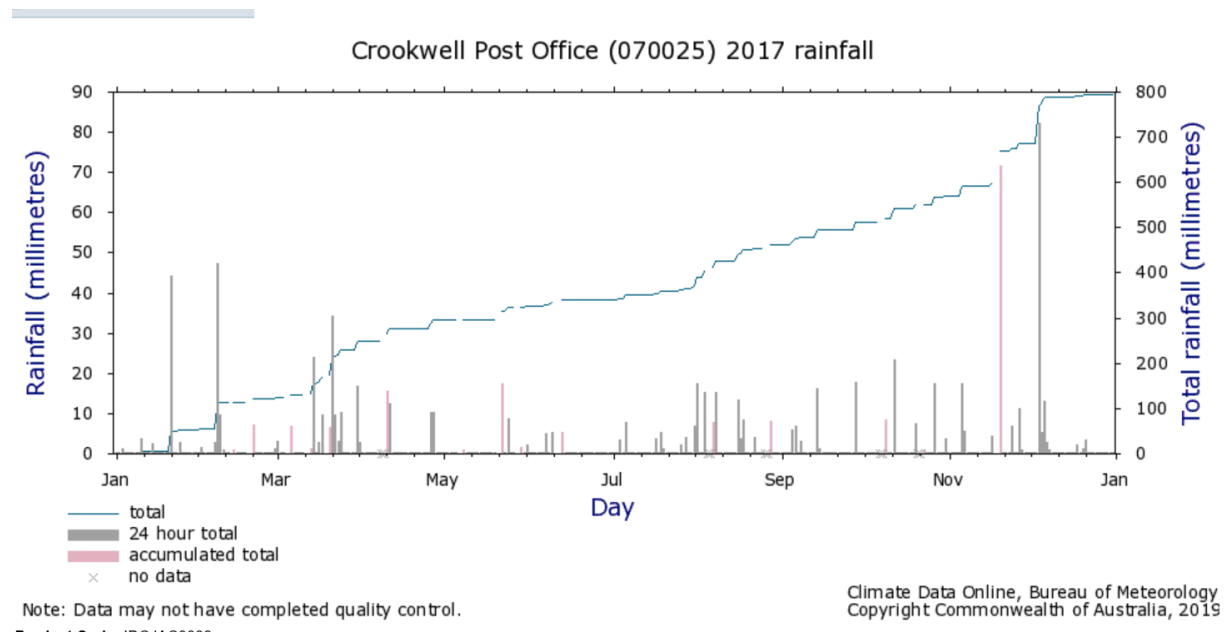 Crookwell Post Office (070025) 2017 rainfall
90
80
70
60
50
40
30
20
10
0
Rainfall (millimetres)
800
700
600
500
400
300
200
100
0
Total rainfall (millimetres)
Jan Mar May Jul Sep Nov Jan
Day
total
24 hour total
accumulated total
no data
Climate Data Online, Bureau of Meteorology
Note: Data may not have completed quality control. Copyright Commonwealth of Australia, 2019